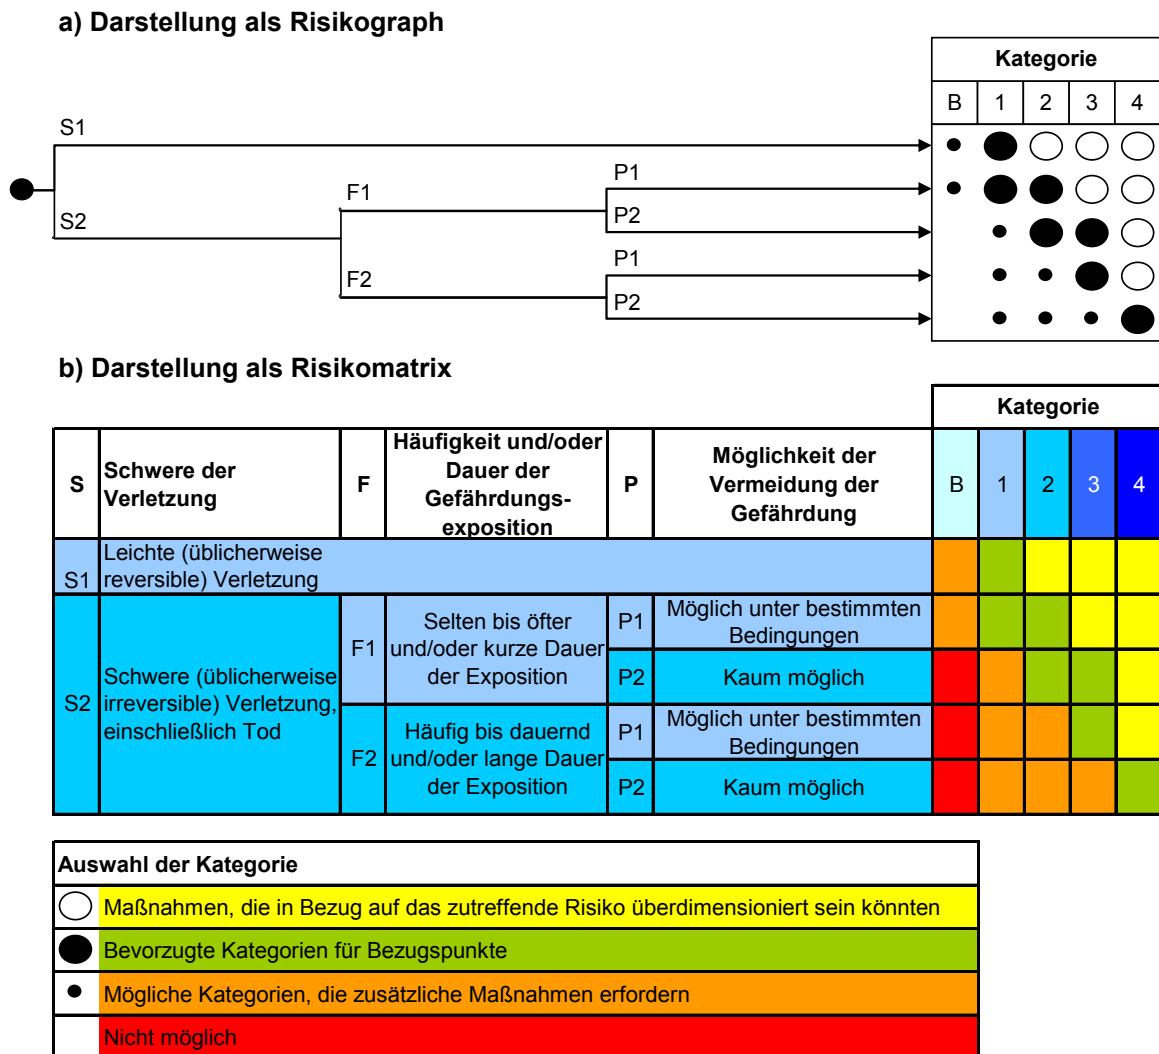 a) Darstellung als Risikograph
Kategorie
B 1 2 3 4
S1
S2
F1
F2
P1
P2
P1
P2
b) Darstellung als Risikomatrix
Kategorie
S
Schwere der
Verletzung
F
Häufigkeit und/oder
Dauer der
Gefährdungs-
exposition
P
Möglichkeit der
Vermeidung der
Gefährdung
B 1 2 3 4
S1
Leichte (üblicherweise
reversible) Verletzung
S2
Schwere (üblicherweise
irreversible) Verletzung,
einschließlich Tod
F1
Selten bis öfter
und/oder kurze Dauer
der Exposition
P1
Möglich unter bestimmten
Bedingungen
P2
Kaum möglich
F2
Häufig bis dauernd
und/oder lange Dauer
der Exposition
P1
Möglich unter bestimmten
Bedingungen
P2
Kaum möglich
Auswahl der Kategorie
Maßnahmen, die in Bezug auf das zutreffende Risiko überdimensioniert sein könnten
Bevorzugte Kategorien für Bezugspunkte
Mögliche Kategorien, die zusätzliche Maßnahmen erfordern
Nicht möglich